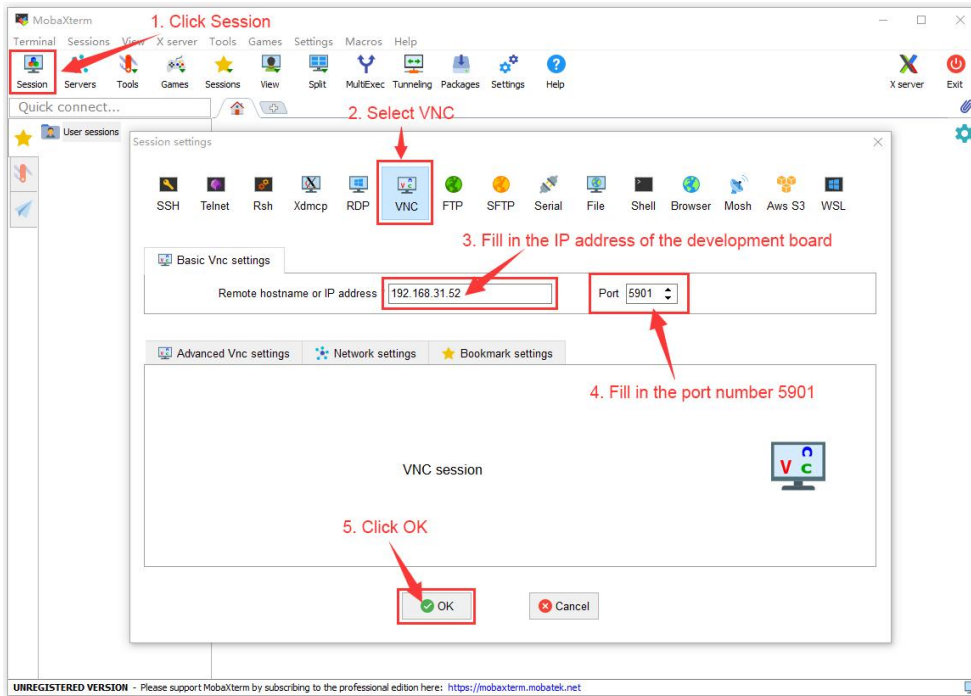 MobaXterm
1. Click Session
Terminal Sessions View X server Tools Games Settings Macros Help
Session Servers Tools Games Sessions View Split MultiExec Tunneling Packages Settings Help X server Exit
Quick connect...
2. Select VNC
User sessions
Session settings
SSH Telnet Rsh Xdmcp RDP VNC FTP SFTP Serial File Shell Browser Mosh Aws S3 WSL
3. Fill in the IP address of the development board
Basic Vnc settings
Remote hostname or IP address * 192.168.31.52 Port 5901
Advanced Vnc settings Network settings Bookmark settings
4. Fill in the port number 5901
VNC session
V n c
5. Click OK
OK Cancel
UNREGISTERED VERSION - Please support MobaXterm by subscribing to the professional edition here: https://mobaxterm.mobatek.net